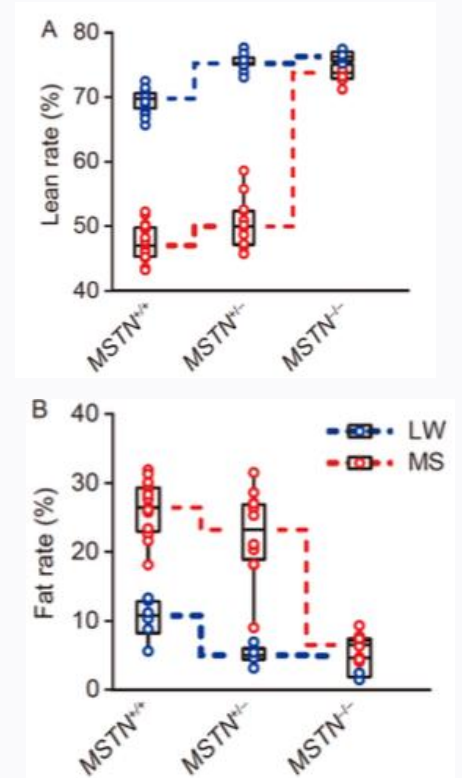 A
80
70
60
50
40
Lean rate (%)
MSTN+/+
MSTN+/−
MSTN−/−
B
40
30
20
10
0
Fat rate (%)
LW
MS
MSTN+/+
MSTN+/−
MSTN−/−